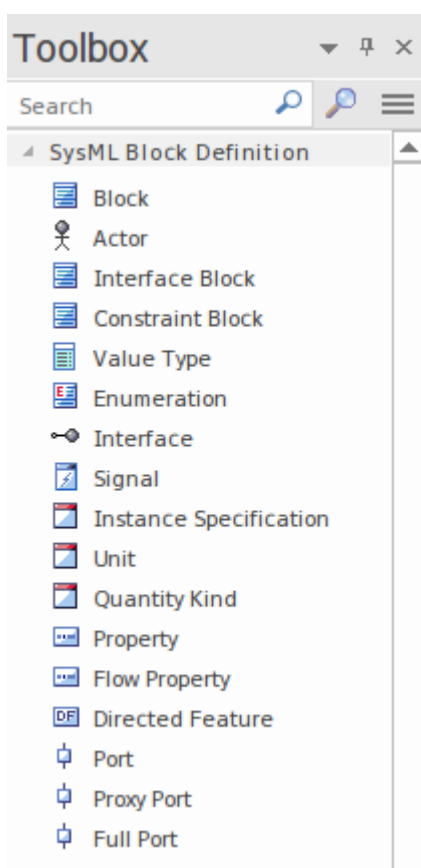 Toolbox
Search
SysML Block Definition
Block
Actor
Interface Block
Constraint Block
Value Type
E Enumeration
Interface
Signal
Instance Specification
Unit
Quantity Kind
Property
Flow Property
DF Directed Feature
Port
Proxy Port
Full Port